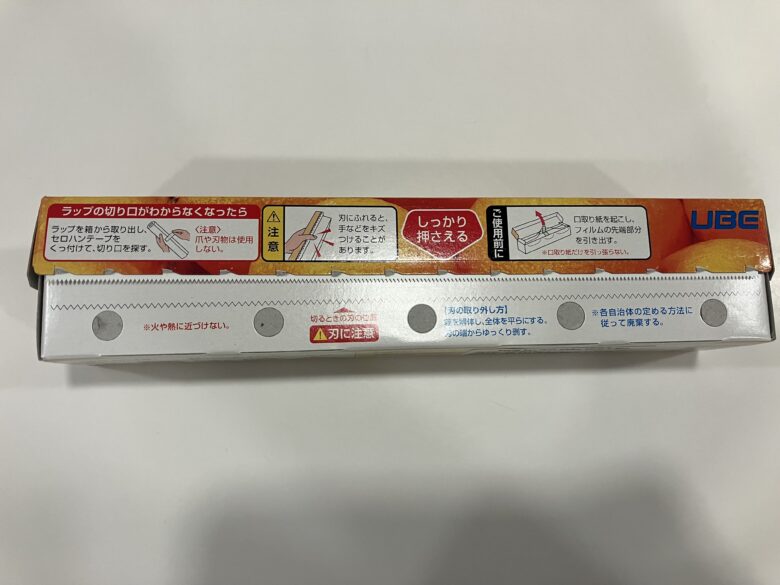 ラップの切り口がわからなくなったら
ラップを箱から取り出し、
セロハンテープを
くっ付けて、切り口を探す。
〈注意〉
爪や刃物は使用
しない。
注意
刃にふれると、
手などをキズ
つけることが
あります。
しっかり
押さえる
ご使用前に
口取り紙を起こし、
フィルムの先端部分
を引き出す。
※口取り紙だけを引っ張らない。
UBE
※火や熱に近づけない。
切るときの刃の位置
刃に注意
【刃の取り外し方】
箱を解体し、全体を平らにする。
刃の端からゆっくり剥す。
※各自治体の定める方法に
従って廃棄する。